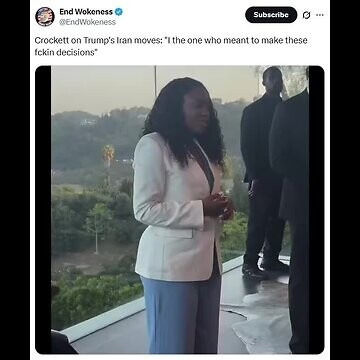 End Wokeness
@EndWokeness
Subscribe
Crockett on Trump's Iran moves: "I the one who meant to make these
fckin decisions"